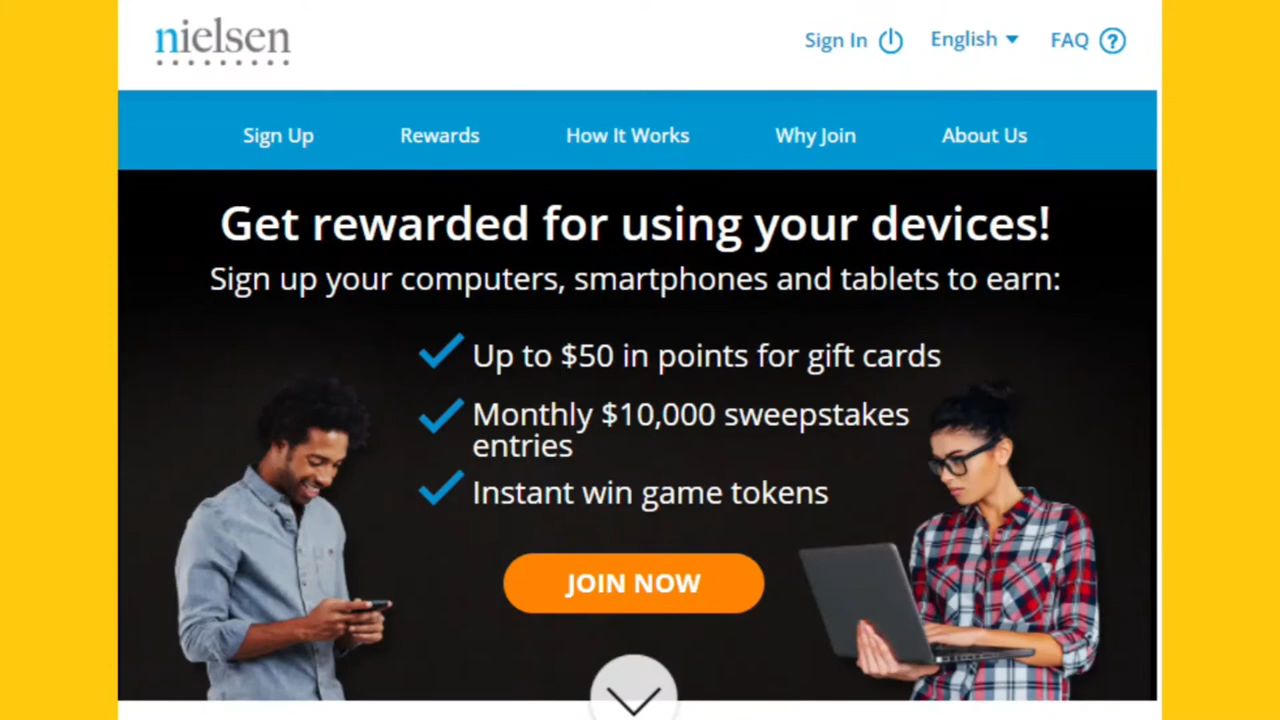 nielsen
Sign In
English
FAQ ?
Sign Up
Rewards
How It Works
Why Join
About Us
Get rewarded for using your devices!
Sign up your computers, smartphones and tablets to earn:
Up to $50 in points for gift cards
Monthly $10,000 sweepstakes
entries
Instant win game tokens
JOIN NOW